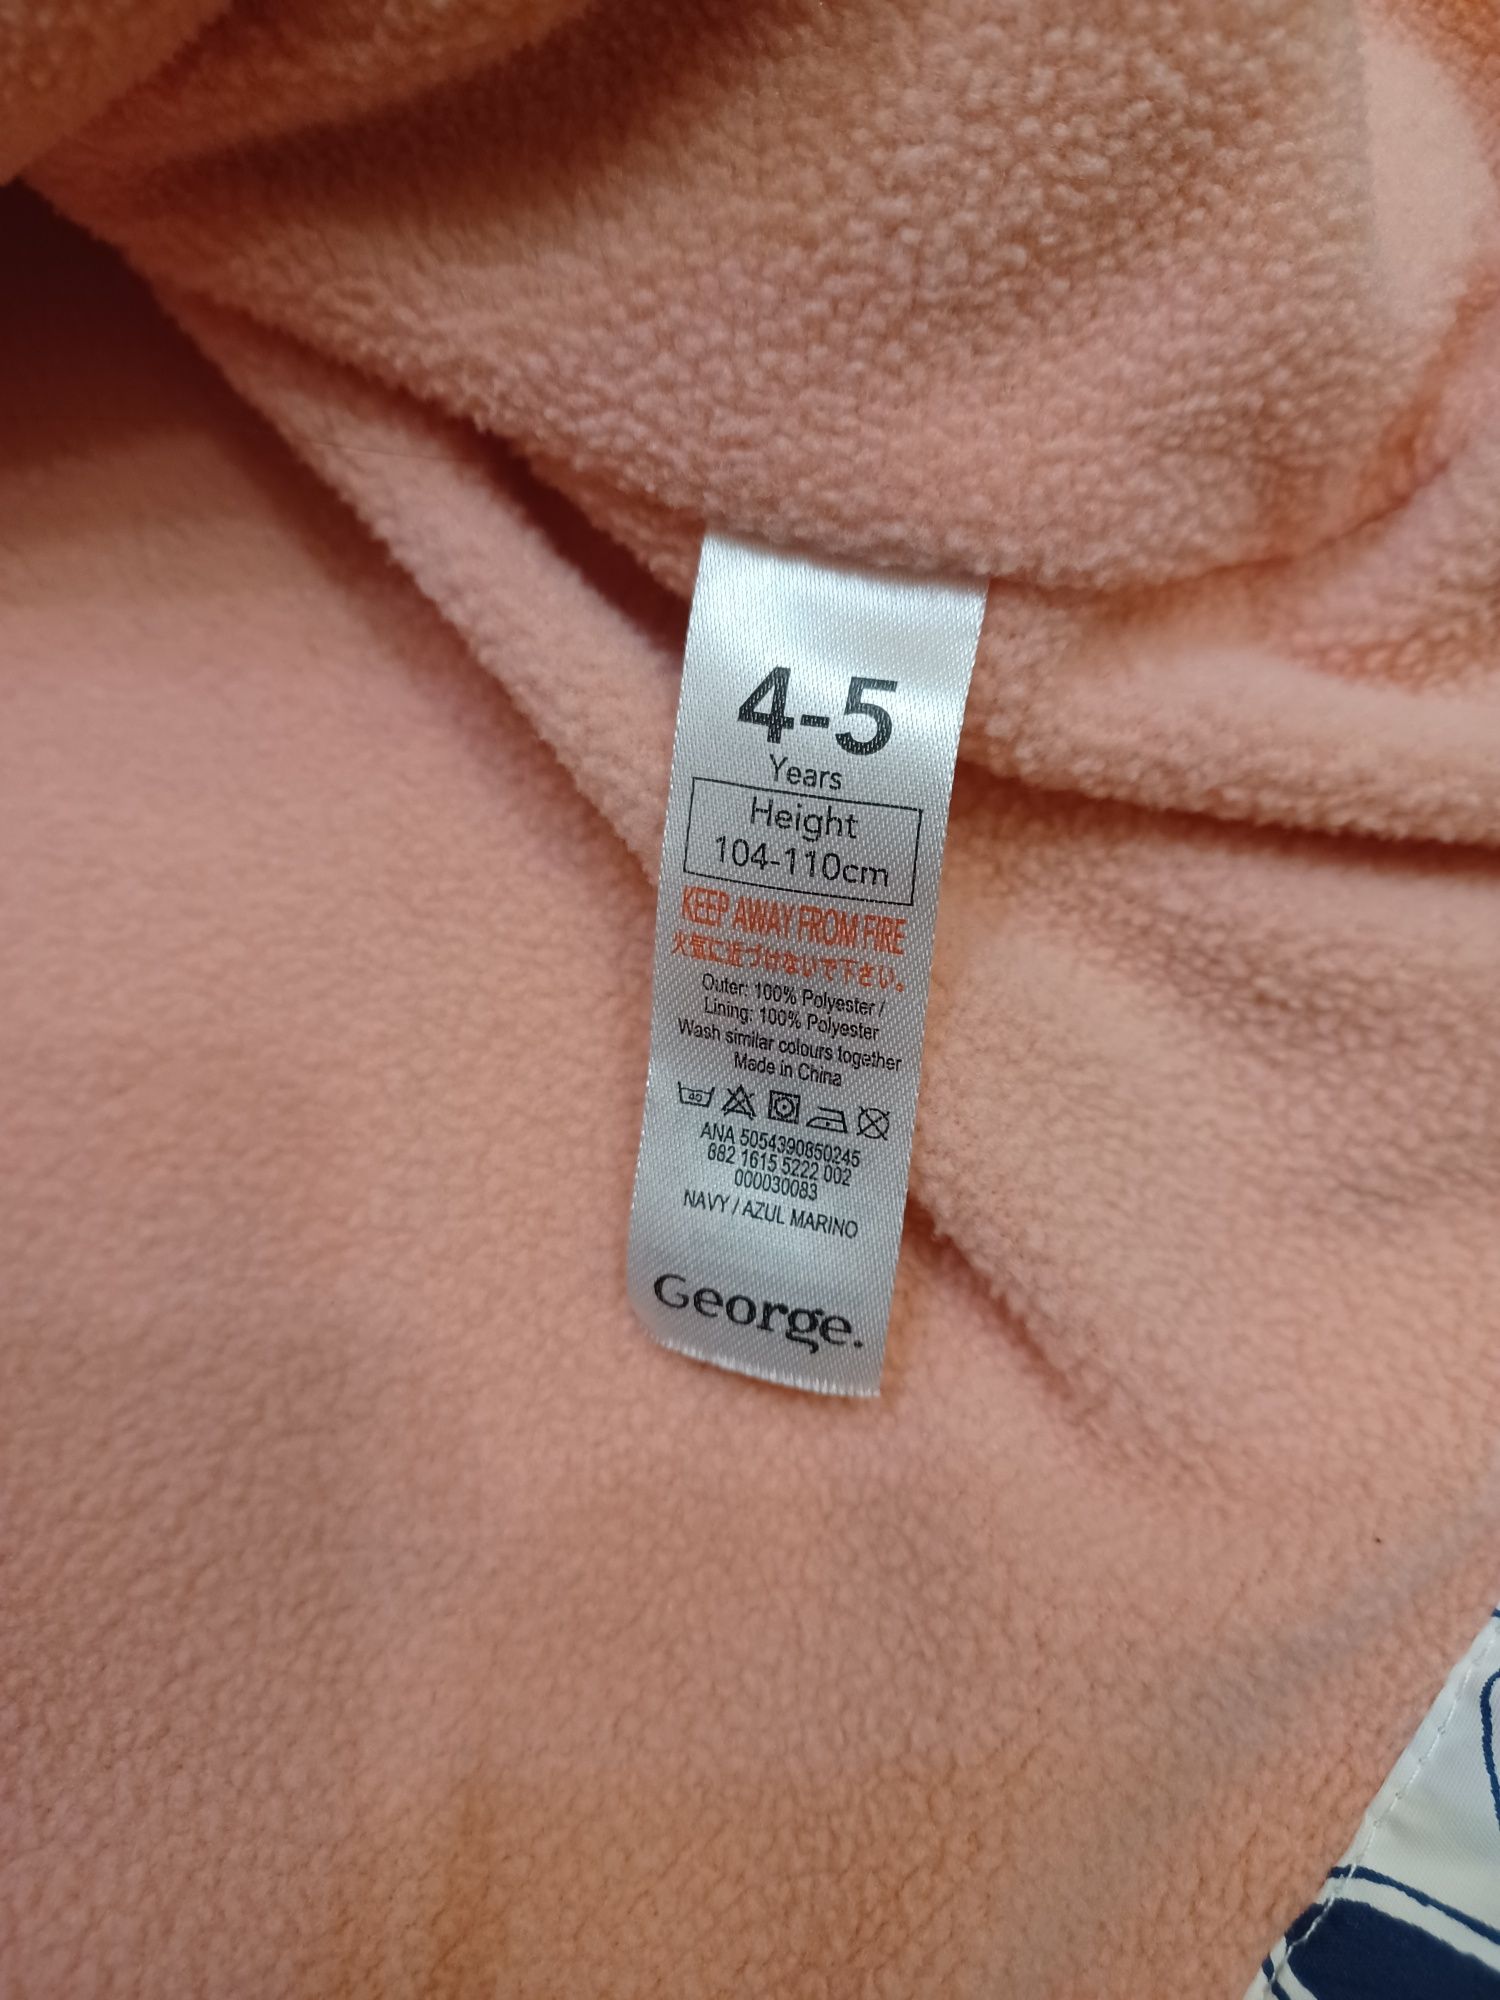 4-5
Years
Height
104-110cm
KEEP AWAY FROM FIRE
火気に近づけないで下さい。
Outer: 100% Polyester /
Lining: 100% Polyester
Wash similar colours together
Made in China
40
ANA 5054390850245
882 1615 5222 002
000030083
NAVY / AZUL MARINO
George.